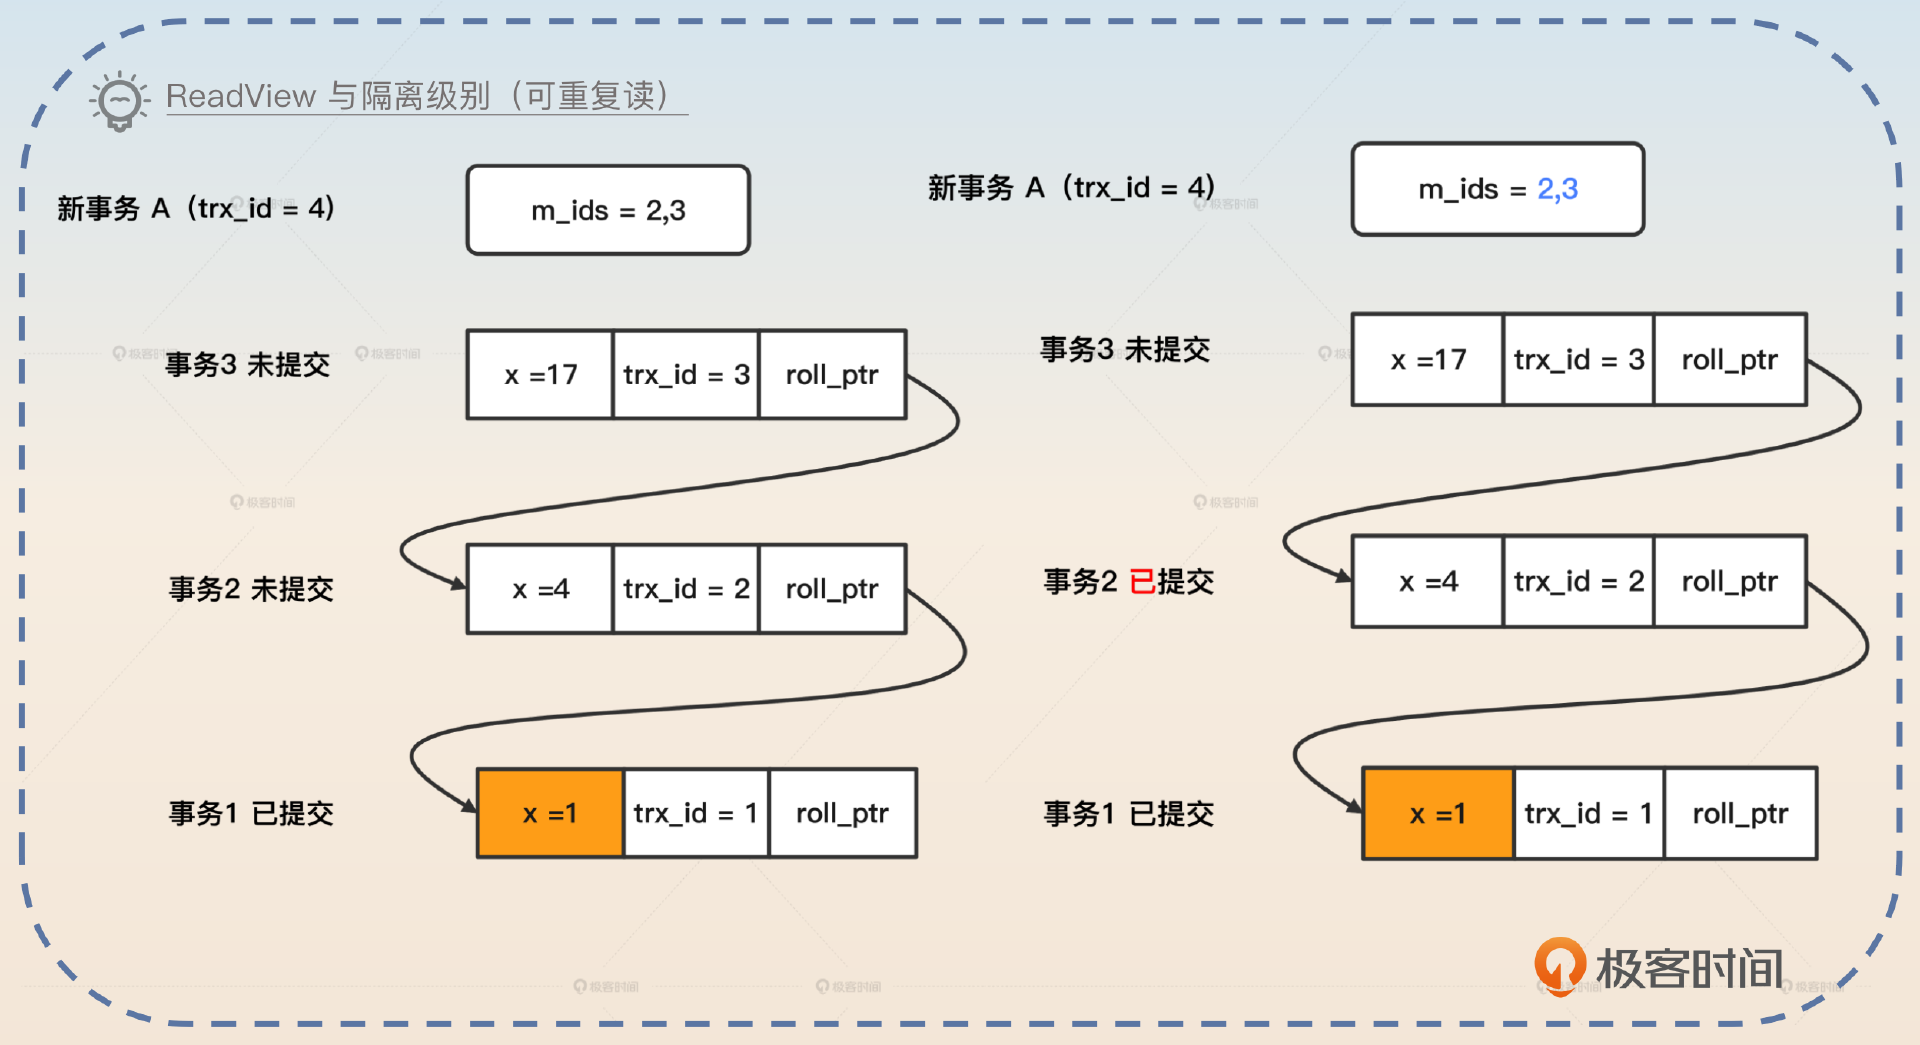 ReadView 与隔离级别（可重复读）
新事务 A（trx_id = 4）
m_ids = 2,3
事务3 未提交
x =17
trx_id = 3
roll_ptr
事务2 未提交
x =4
trx_id = 2
roll_ptr
事务1 已提交
x =1
trx_id = 1
roll_ptr
新事务 A（trx_id = 4）
m_ids = 2,3
事务3 未提交
x =17
trx_id = 3
roll_ptr
事务2 已提交
x =4
trx_id = 2
roll_ptr
事务1 已提交
x =1
trx_id = 1
roll_ptr
极客时间